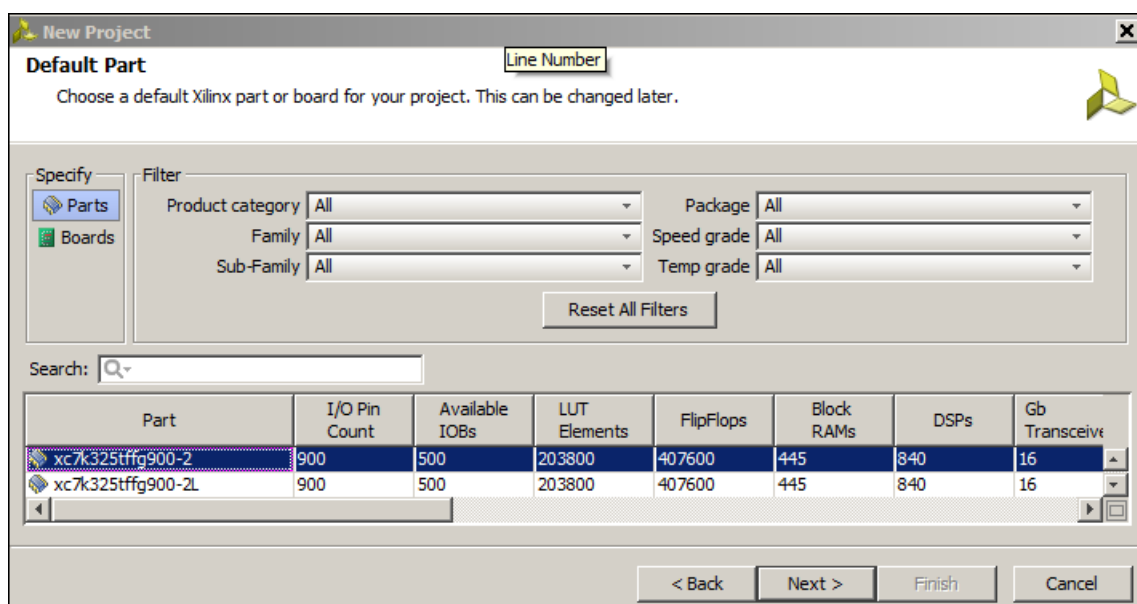 New Project
Line Number
Default Part
Choose a default Xilinx part or board for your project. This can be changed later.
Specify
Filter
Parts
Boards
Product category All
Package All
Family All
Speed grade All
Sub-Family All
Temp grade All
Reset All Filters
Search:
Part I/O Pin Count Available IOBs LUT Elements FlipFlops Block RAMs DSPs Gb Transceive
xc7k325tffg900-2 900 500 203800 407600 445 840 16
xc7k325tffg900-2L 900 500 203800 407600 445 840 16
< Back Next > Finish Cancel